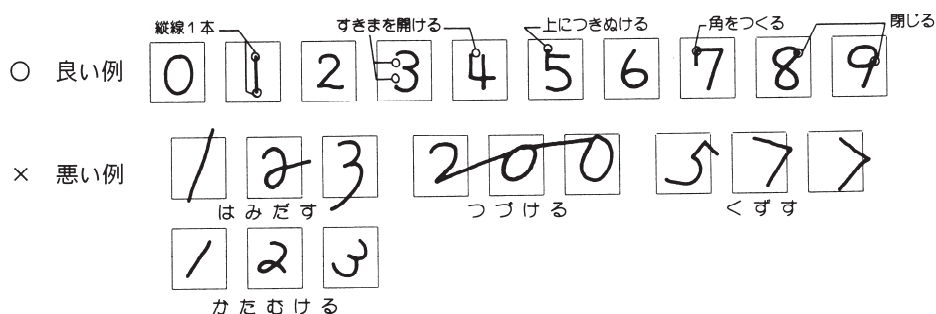 縦線1本 すきまを開ける 上につきぬける 角をつくる 閉じる
○ 良い例 0 1 2 3 4 5 6 7 8 9
× 悪い例 1 2 3 2 0 0 5 7 7
はみだす つづける くずす
1 2 3
かたむける